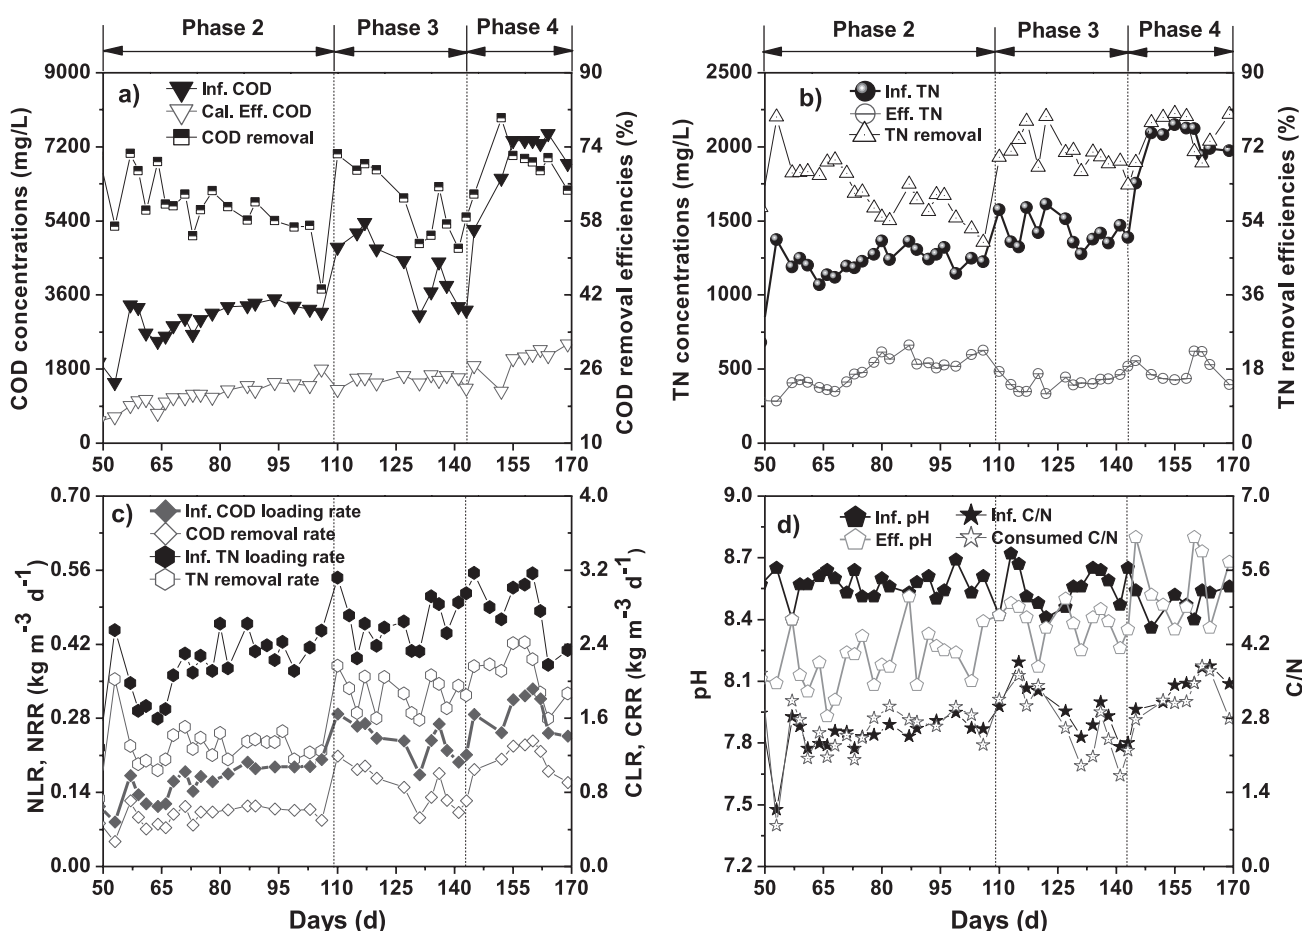 Phase 2 Phase 3 Phase 4
a)
Inf. COD
Cal. Eff. COD
COD removal
COD concentrations (mg/L)
9000
7200
5400
3600
1800
0
COD removal efficiencies (%)
90
74
58
42
26
10
50 65 80 95 110 125 140 155 170
Phase 2 Phase 3 Phase 4
b)
Inf. TN
Eff. TN
TN removal
TN concentrations (mg/L)
2500
2000
1500
1000
500
0
TN removal efficiencies (%)
90
72
54
36
18
0
50 65 80 95 110 125 140 155 170
c)
Inf. COD loading rate
COD removal rate
Inf. TN loading rate
TN removal rate
NLR, NRR (kg m⁻³ d⁻¹)
0.70
0.56
0.42
0.28
0.14
0.00
CLR, CRR (kg m⁻³ d⁻¹)
4.0
3.2
2.4
1.6
0.8
0.0
50 65 80 95 110 125 140 155 170
Days (d)
d)
Inf. pH
Eff. pH
Inf. C/N
Consumed C/N
pH
9.0
8.7
8.4
8.1
7.8
7.5
7.2
C/N
7.0
5.6
4.2
2.8
1.4
0.0
50 65 80 95 110 125 140 155 170
Days (d)